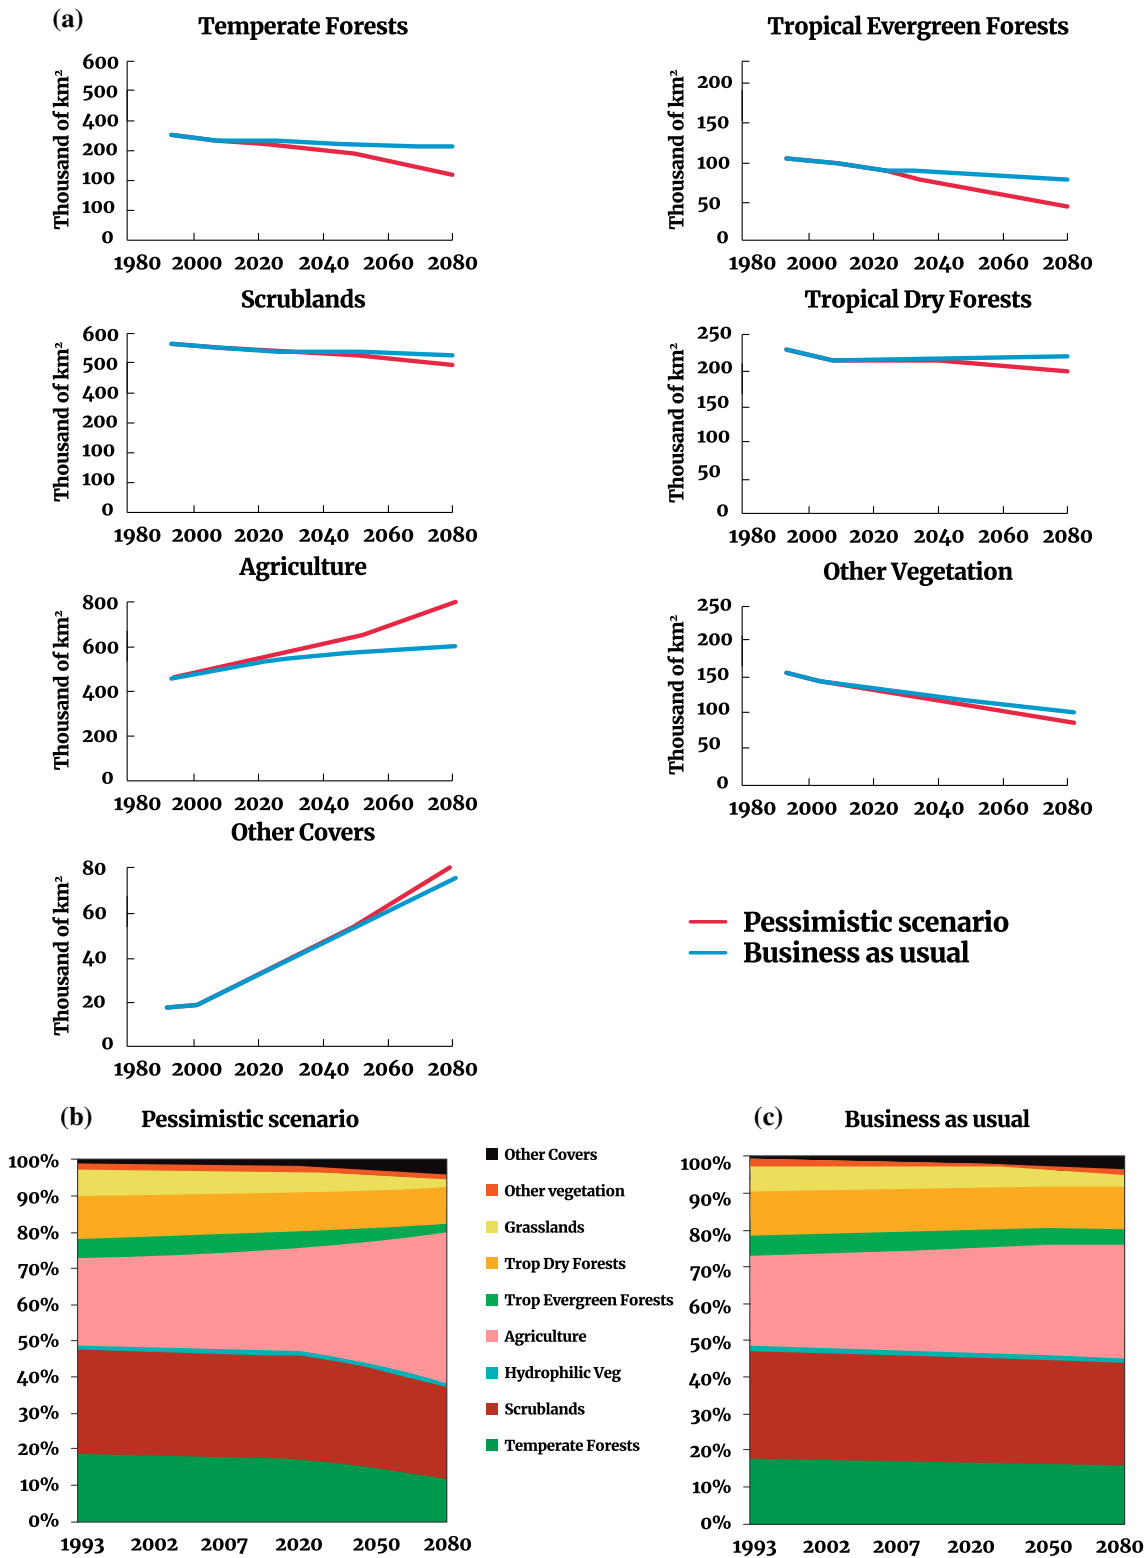 (a)
Temperate Forests
Thousand of km²
600
500
400
200
100
100
0
1980 2000 2020 2040 2060 2080
Tropical Evergreen Forests
Thousand of km²
200
150
100
50
0
1980 2000 2020 2040 2060 2080
Scrublands
Thousand of km²
600
500
400
200
100
100
0
1980 2000 2020 2040 2060 2080
Tropical Dry Forests
Thousand of km²
250
200
150
100
50
0
1980 2000 2020 2040 2060 2080
Agriculture
Thousand of km²
800
600
400
200
0
1980 2000 2020 2040 2060 2080
Other Vegetation
Thousand of km²
250
200
150
100
50
0
1980 2000 2020 2040 2060 2080
Other Covers
Thousand of km²
80
60
40
20
0
1980 2000 2020 2040 2060 2080
Pessimistic scenario
Business as usual
(b) Pessimistic scenario
100%
90%
80%
70%
60%
50%
40%
30%
20%
10%
0%
1993 2002 2007 2020 2050 2080
Other Covers
Other vegetation
Grasslands
Trop Dry Forests
Trop Evergreen Forests
Agriculture
Hydrophilic Veg
Scrublands
Temperate Forests
(c) Business as usual
100%
90%
80%
70%
60%
50%
40%
30%
20%
10%
0%
1993 2002 2007 2020 2050 2080